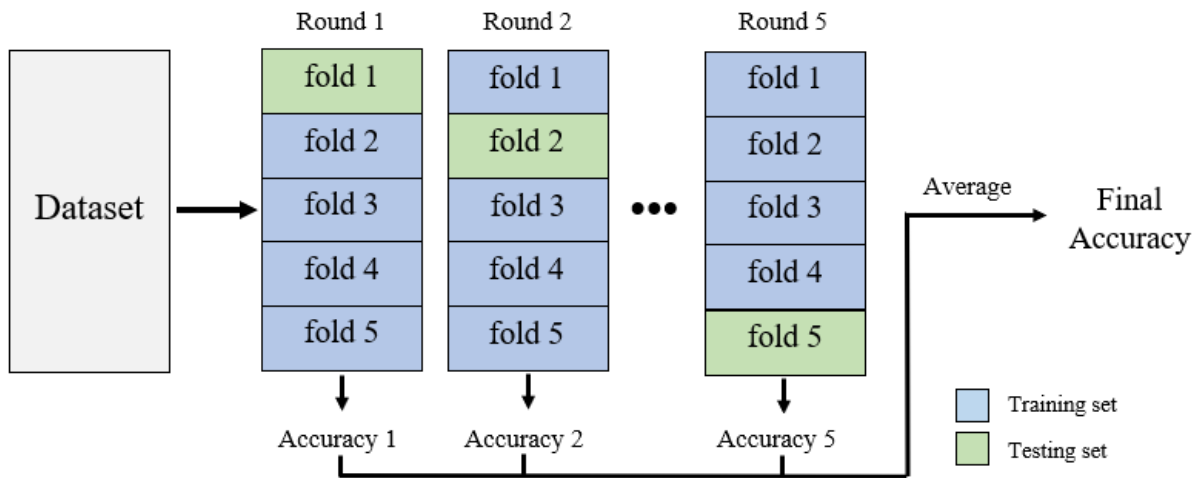 Round 1
Round 2
Round 5
Dataset
fold 1
fold 2
fold 3
fold 4
fold 5
fold 1
fold 2
fold 3
fold 4
fold 5
fold 1
fold 2
fold 3
fold 4
fold 5
Accuracy 1
Accuracy 2
Accuracy 5
Average
Final
Accuracy
Training set
Testing set